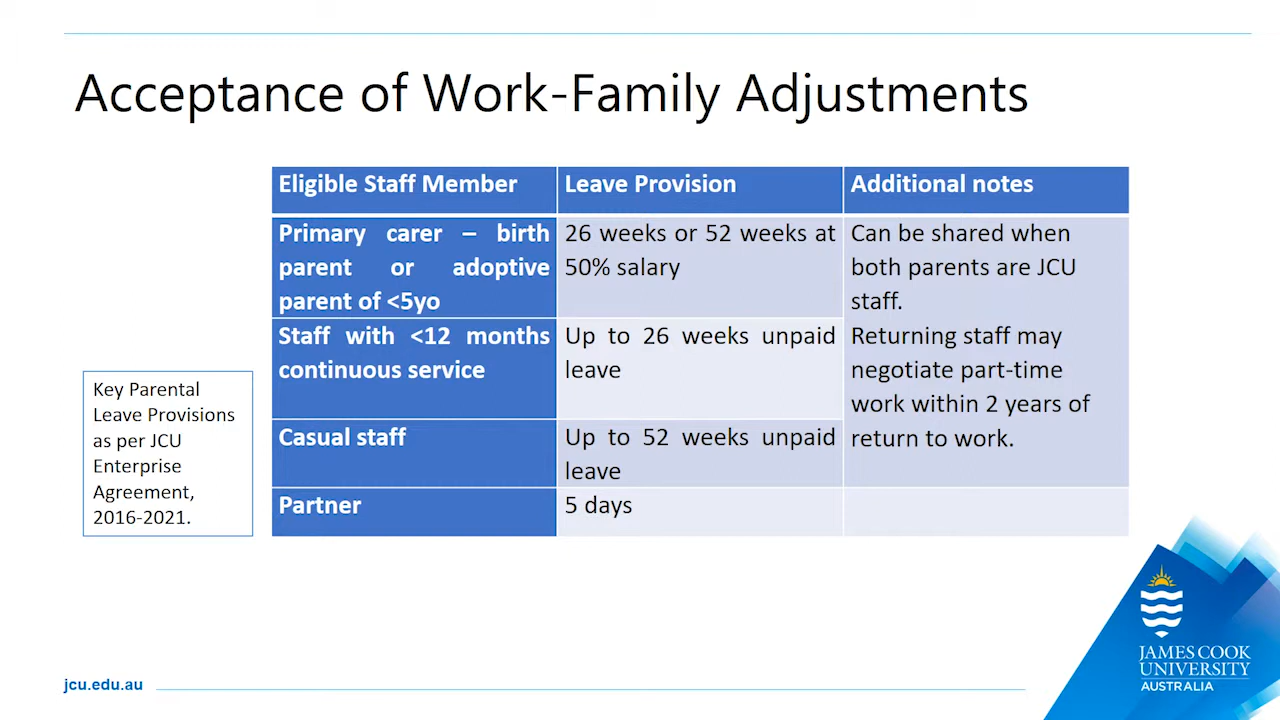 Acceptance of Work-Family Adjustments
Eligible Staff Member
Leave Provision
Additional notes
Primary carer – birth
parent or adoptive
parent of <5yo
26 weeks or 52 weeks at
50% salary
Can be shared when
both parents are JCU
staff.
Returning staff may
negotiate part-time
work within 2 years of
return to work.
Staff with <12 months
continuous service
Up to 26 weeks unpaid
leave
Casual staff
Up to 52 weeks unpaid
leave
Partner
5 days
Key Parental
Leave Provisions
as per JCU
Enterprise
Agreement,
2016-2021.
jcu.edu.au
JAMES COOK
UNIVERSITY
AUSTRALIA